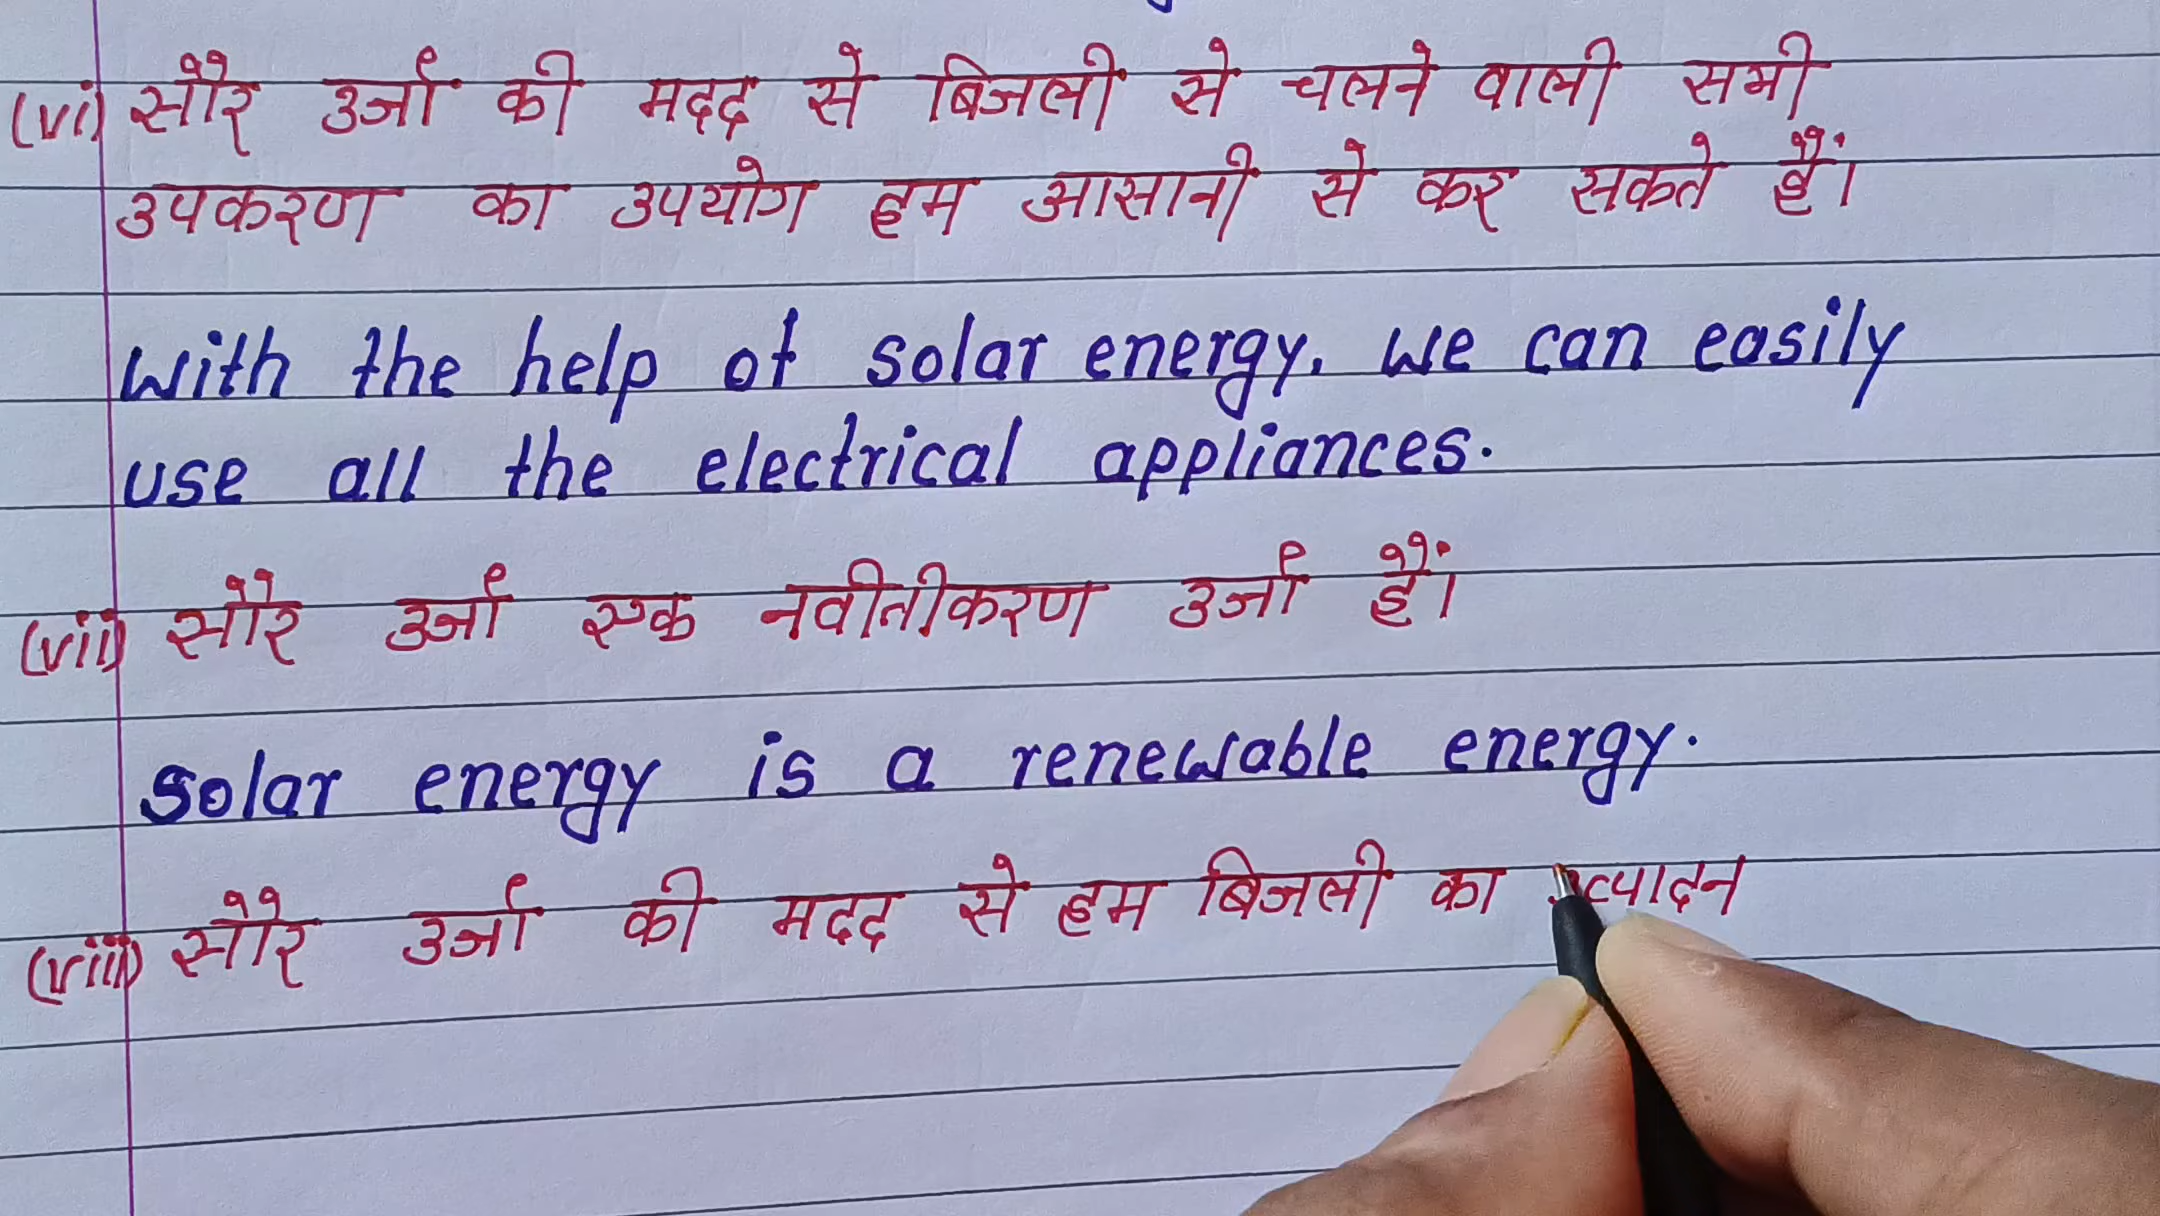 (vi) सौर उर्जा की मदद से बिजली से चलने वाली सभी
उपकरण का उपयोग हम आसानी से कर सकते हैं।
With the help of solar energy, we can easily
use all the electrical appliances.
(vii) सौर उर्जा एक नवीतीकरण उर्जा हैं।
Solar energy is a renewable energy.
(viii) सौर उर्जा की मदद से हम बिजली का